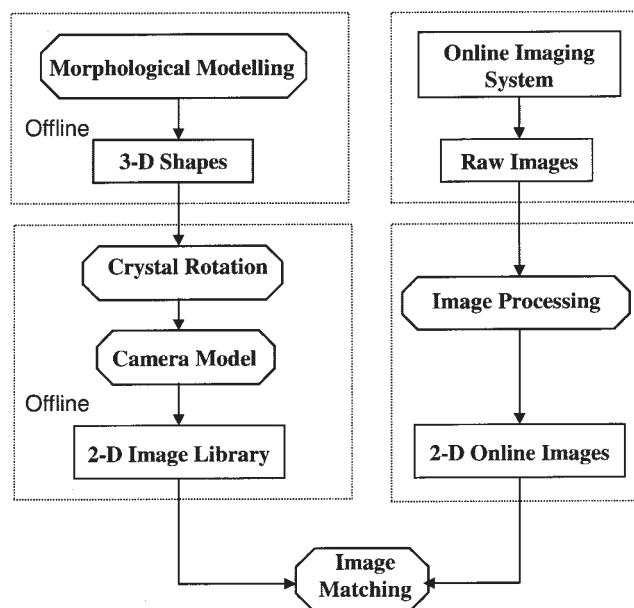 Morphological Modelling
Offline
3-D Shapes
Crystal Rotation
Camera Model
Offline
2-D Image Library
Online Imaging
System
Raw Images
Image Processing
2-D Online Images
Image
Matching